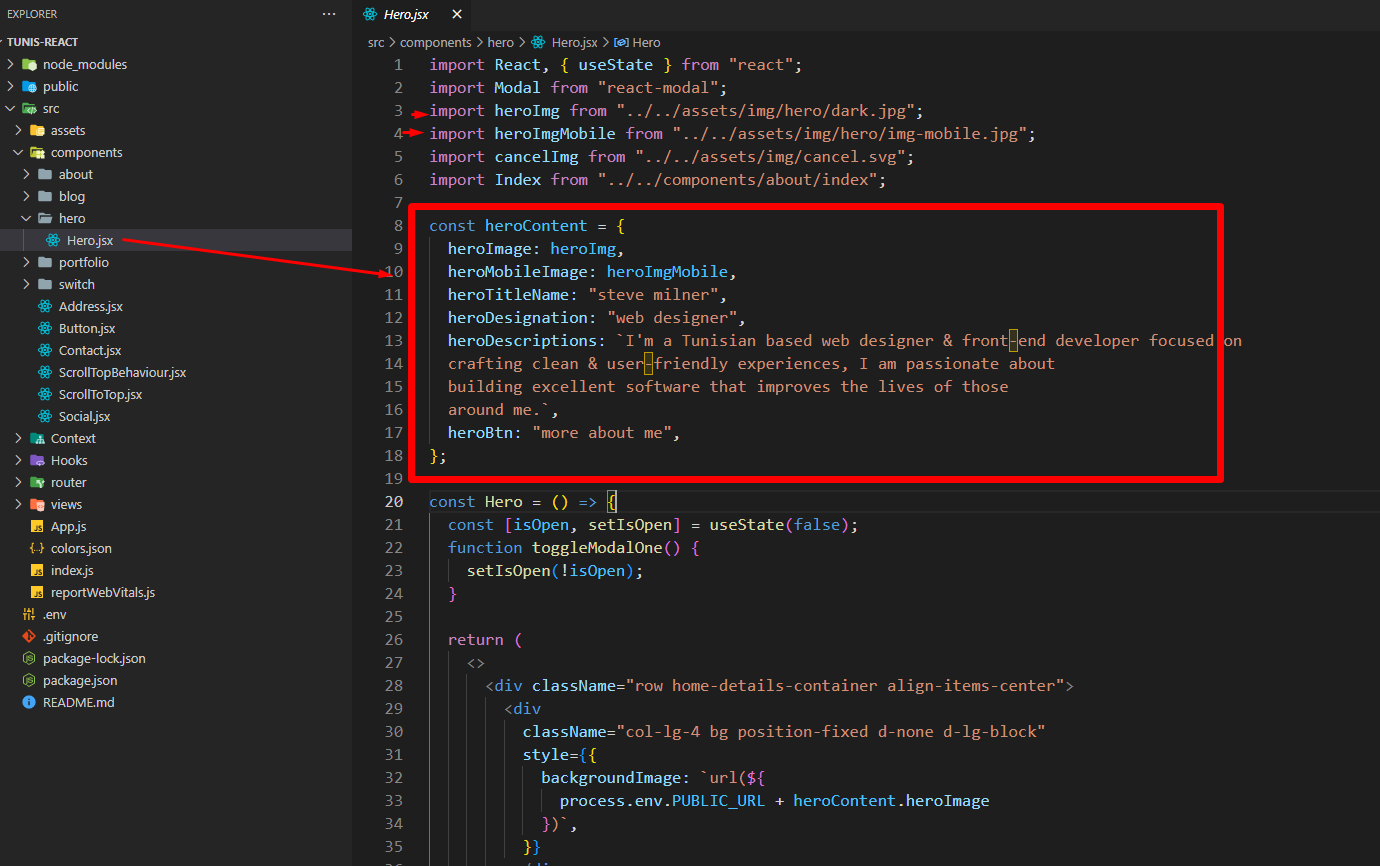 EXPLORER
TUNIS-REACT
node_modules
public
src
assets
components
about
blog
hero
Hero.jsx
portfolio
switch
Address.jsx
Button.jsx
Contact.jsx
ScrollTopBehaviour.jsx
ScrollToTop.jsx
Social.jsx
Context
Hooks
router
views
App.js
colors.json
index.js
reportWebVitals.js
.env
.gitignore
package-lock.json
package.json
README.md
Hero.jsx
src > components > hero > Hero.jsx > Hero
1 import React, { useState } from "react";
2 import Modal from "react-modal";
3 import heroImg from "../../assets/img/hero/dark.jpg";
4 import heroImgMobile from "../../assets/img/hero/img-mobile.jpg";
5 import cancelImg from "../../assets/img/cancel.svg";
6 import Index from "../../components/about/index";
7
8 const heroContent = {
9 heroImage: heroImg,
10 heroMobileImage: heroImgMobile,
11 heroTitleName: "steve milner",
12 heroDesignation: "web designer",
13 heroDescriptions: `I'm a Tunisian based web designer & front-end developer focused on
14 crafting clean & user-friendly experiences, I am passionate about
15 building excellent software that improves the lives of those
16 around me.`,
17 heroBtn: "more about me",
18 };
19
20 const Hero = () => {
21 const [isOpen, setIsOpen] = useState(false);
22 function toggleModalOne() {
23 setIsOpen(!isOpen);
24 }
25
26 return (
27 <>
28 <div className="row home-details-container align-items-center">
29 <div
30 className="col-lg-4 bg position-fixed d-none d-lg-block"
31 style={{
32 backgroundImage: `url(${
33 process.env.PUBLIC_URL + heroContent.heroImage
34 })`,
35 }}